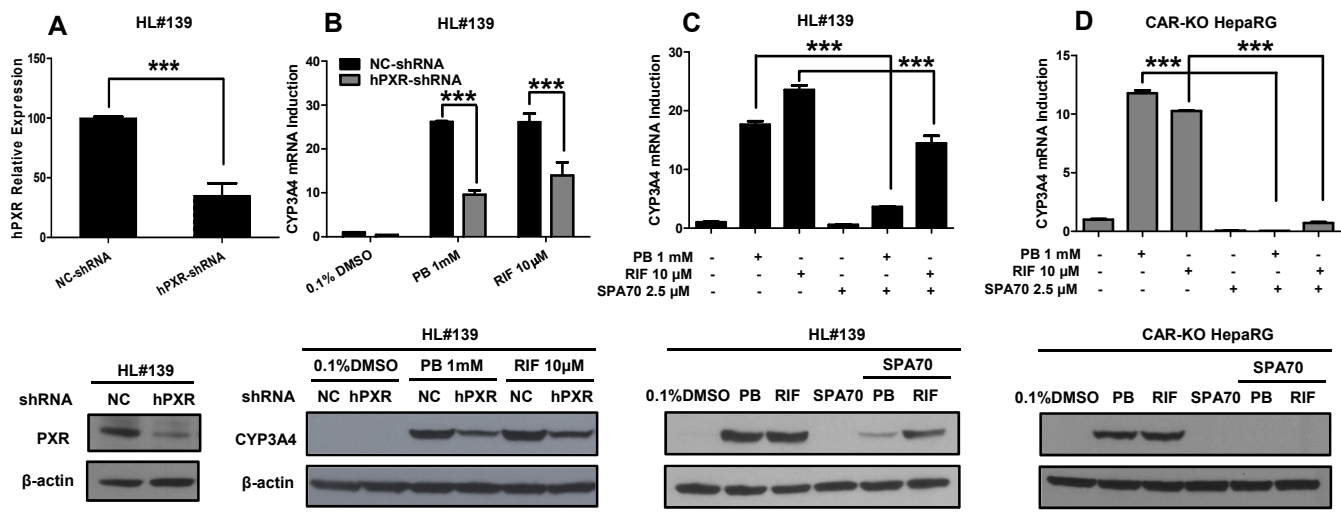 A
HL#139
hPXR Relative Expression
150
100
50
0
NC-shRNA
hPXR-shRNA
***
B
HL#139
CYP3A4 mRNA Induction
40
30
20
10
0
NC-shRNA
hPXR-shRNA
***
***
0.1% DMSO
PB 1mM
RIF 10µM
C
HL#139
CYP3A4 mRNA Induction
30
20
10
0
***
***
PB 1 mM - + - - + -
RIF 10 µM - - + - - +
SPA70 2.5 µM - - - + + +
D
CAR-KO HepaRG
CYP3A4 mRNA Induction
15
10
5
0
***
***
PB 1 mM - + - - + -
RIF 10 µM - - + - - +
SPA70 2.5 µM - - - + + +
HL#139
shRNA NC hPXR
PXR
β-actin
HL#139
0.1%DMSO PB 1mM RIF 10µM
shRNA NC hPXR NC hPXR NC hPXR
CYP3A4
β-actin
HL#139
SPA70
0.1%DMSO PB RIF SPA70 PB RIF
CAR-KO HepaRG
SPA70
0.1%DMSO PB RIF SPA70 PB RIF